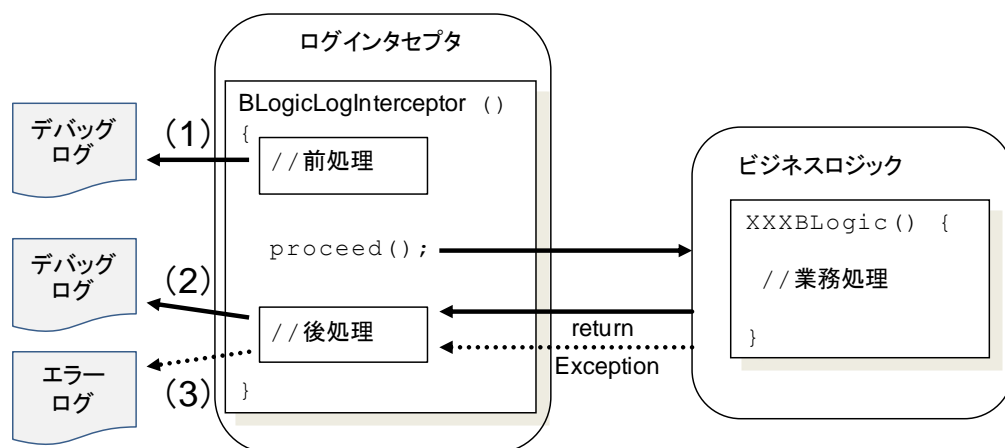 ログインタセプタ
BLogicLogInterceptor ()
{
//前処理
proceed();
//後処理
}
デバッグ
ログ
(1)
デバッグ
ログ
(2)
エラー
ログ
(3)
return
Exception
ビジネスロジック
XXXBLogic() {
//業務処理
}